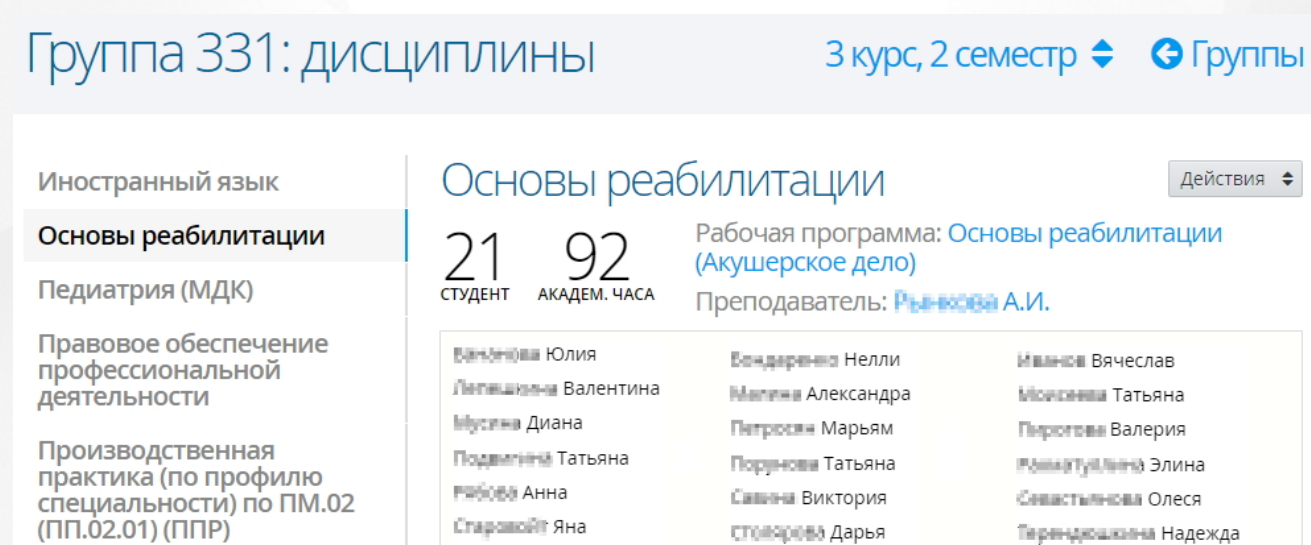 Группа 331: дисциплины
3 курс, 2 семестр
Группы
Иностранный язык
Основы реабилитации
Педиатрия (МДК)
Правовое обеспечение
профессиональной
деятельности
Производственная
практика (по профилю
специальности) по ПМ.02
(ПП.02.01) (ППР)
Основы реабилитации
Действия
21
СТУДЕНТ
92
АКАДЕМ. ЧАСА
Рабочая программа: Основы реабилитации
(Акушерское дело)
Преподаватель: А.И.
Юлия
Нелли
Вячеслав
Валентина
Александра
Татьяна
Диана
Марьям
Валерия
Татьяна
Татьяна
Элина
Анна
Виктория
Олеся
Яна
Дарья
Надежда